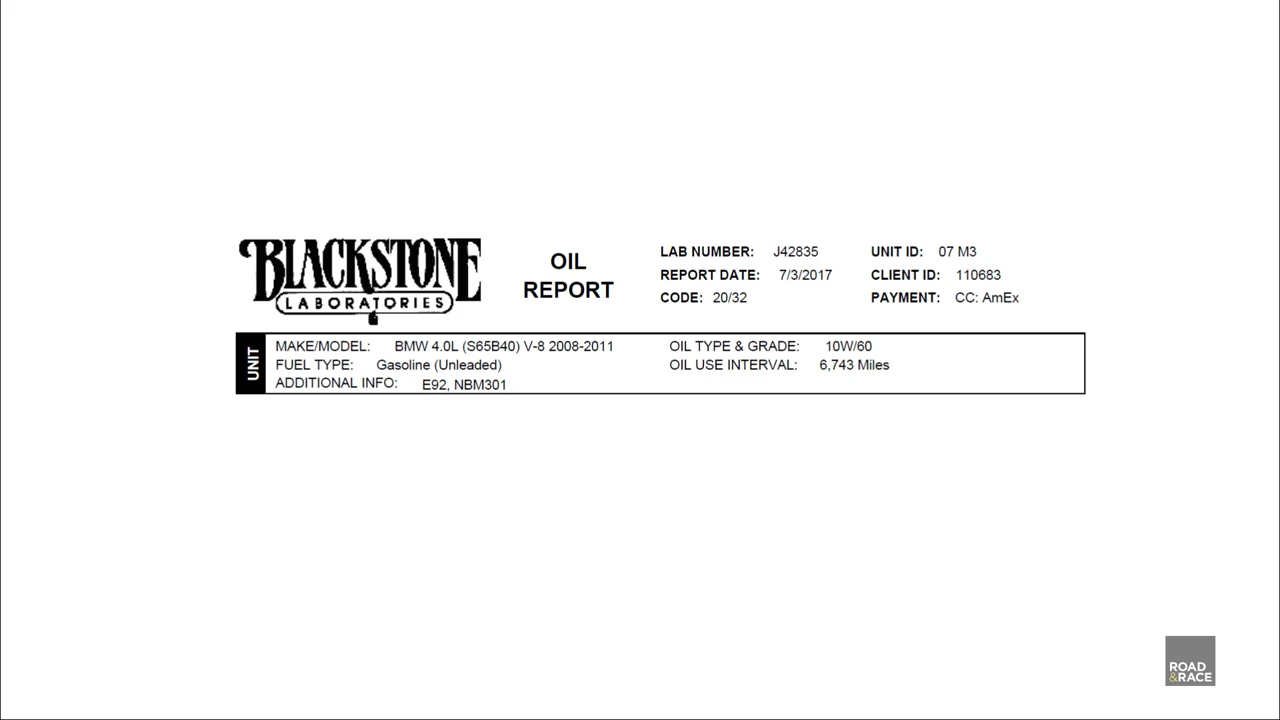 BLACKSTONE
LABORATORIES
OIL
REPORT
LAB NUMBER: J42835
REPORT DATE: 7/3/2017
CODE: 20/32
UNIT ID: 07 M3
CLIENT ID: 110683
PAYMENT: CC: AmEx
UNIT
MAKE/MODEL: BMW 4.0L (S65B40) V-8 2008-2011
FUEL TYPE: Gasoline (Unleaded)
ADDITIONAL INFO: E92, NBM301
OIL TYPE & GRADE: 10W/60
OIL USE INTERVAL: 6,743 Miles
ROAD
&RACE